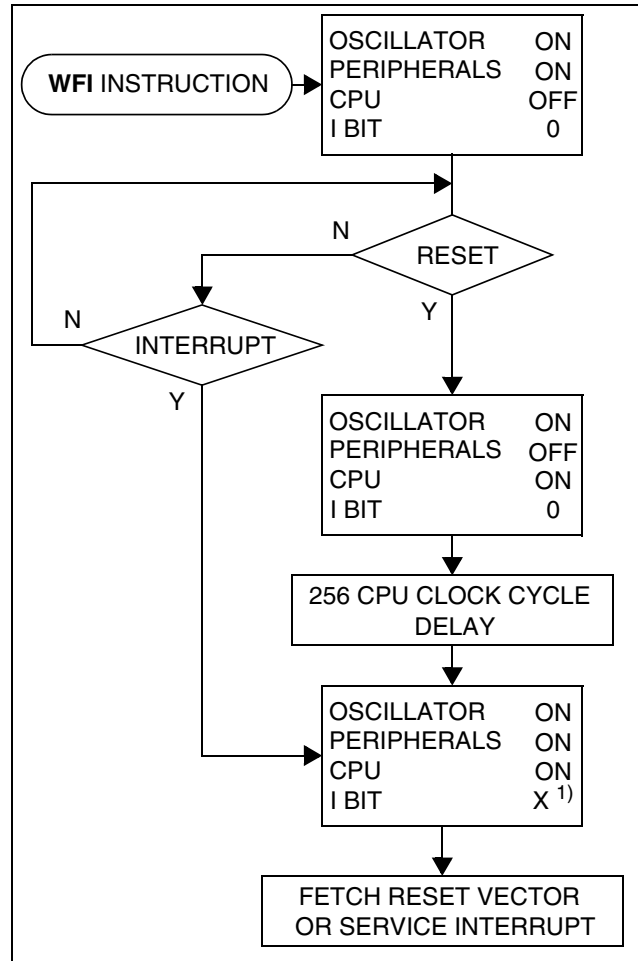 WFI INSTRUCTION
OSCILLATOR ON
PERIPHERALS ON
CPU OFF
I BIT 0
N
RESET
Y
N
INTERRUPT
Y
OSCILLATOR ON
PERIPHERALS OFF
CPU ON
I BIT 0
256 CPU CLOCK CYCLE
DELAY
OSCILLATOR ON
PERIPHERALS ON
CPU ON
I BIT X 1)
FETCH RESET VECTOR
OR SERVICE INTERRUPT